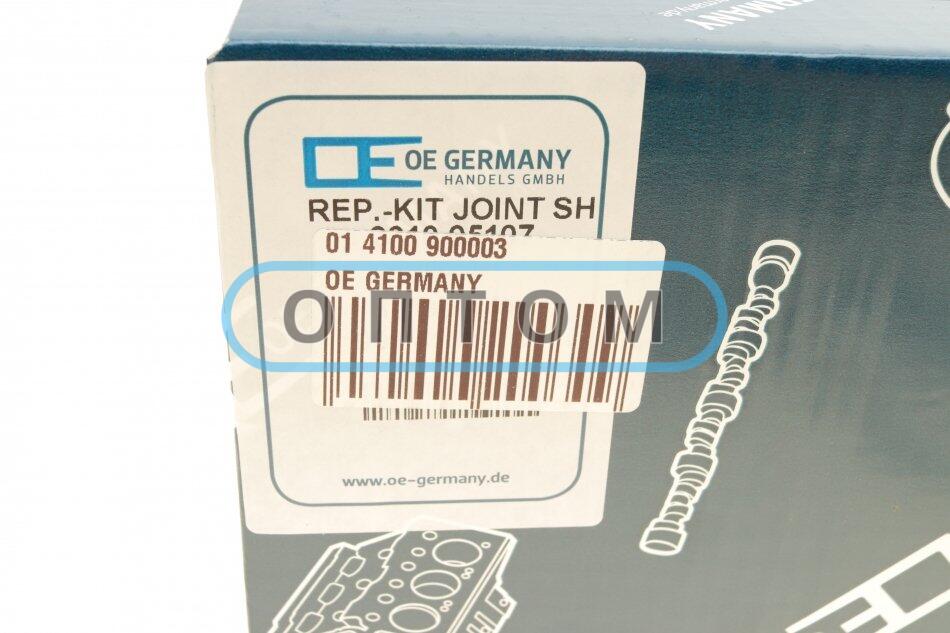 OE GERMANY
HANDELS GMBH
REP.-KIT JOINT SH
01 4100 900003
OE GERMANY
ОПТОМ
www.oe-germany.de